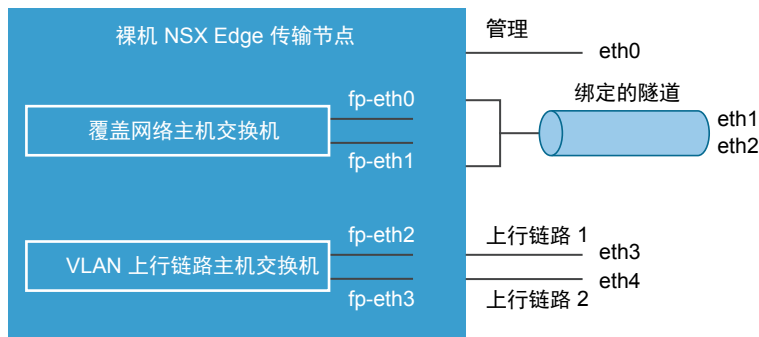 裸机 NSX Edge 传输节点
管理
eth0
fp-eth0
绑定的隧道
覆盖网络主机交换机
eth1
eth2
fp-eth1
fp-eth2
上行链路 1
eth3
VLAN 上行链路主机交换机
eth4
fp-eth3
上行链路 2